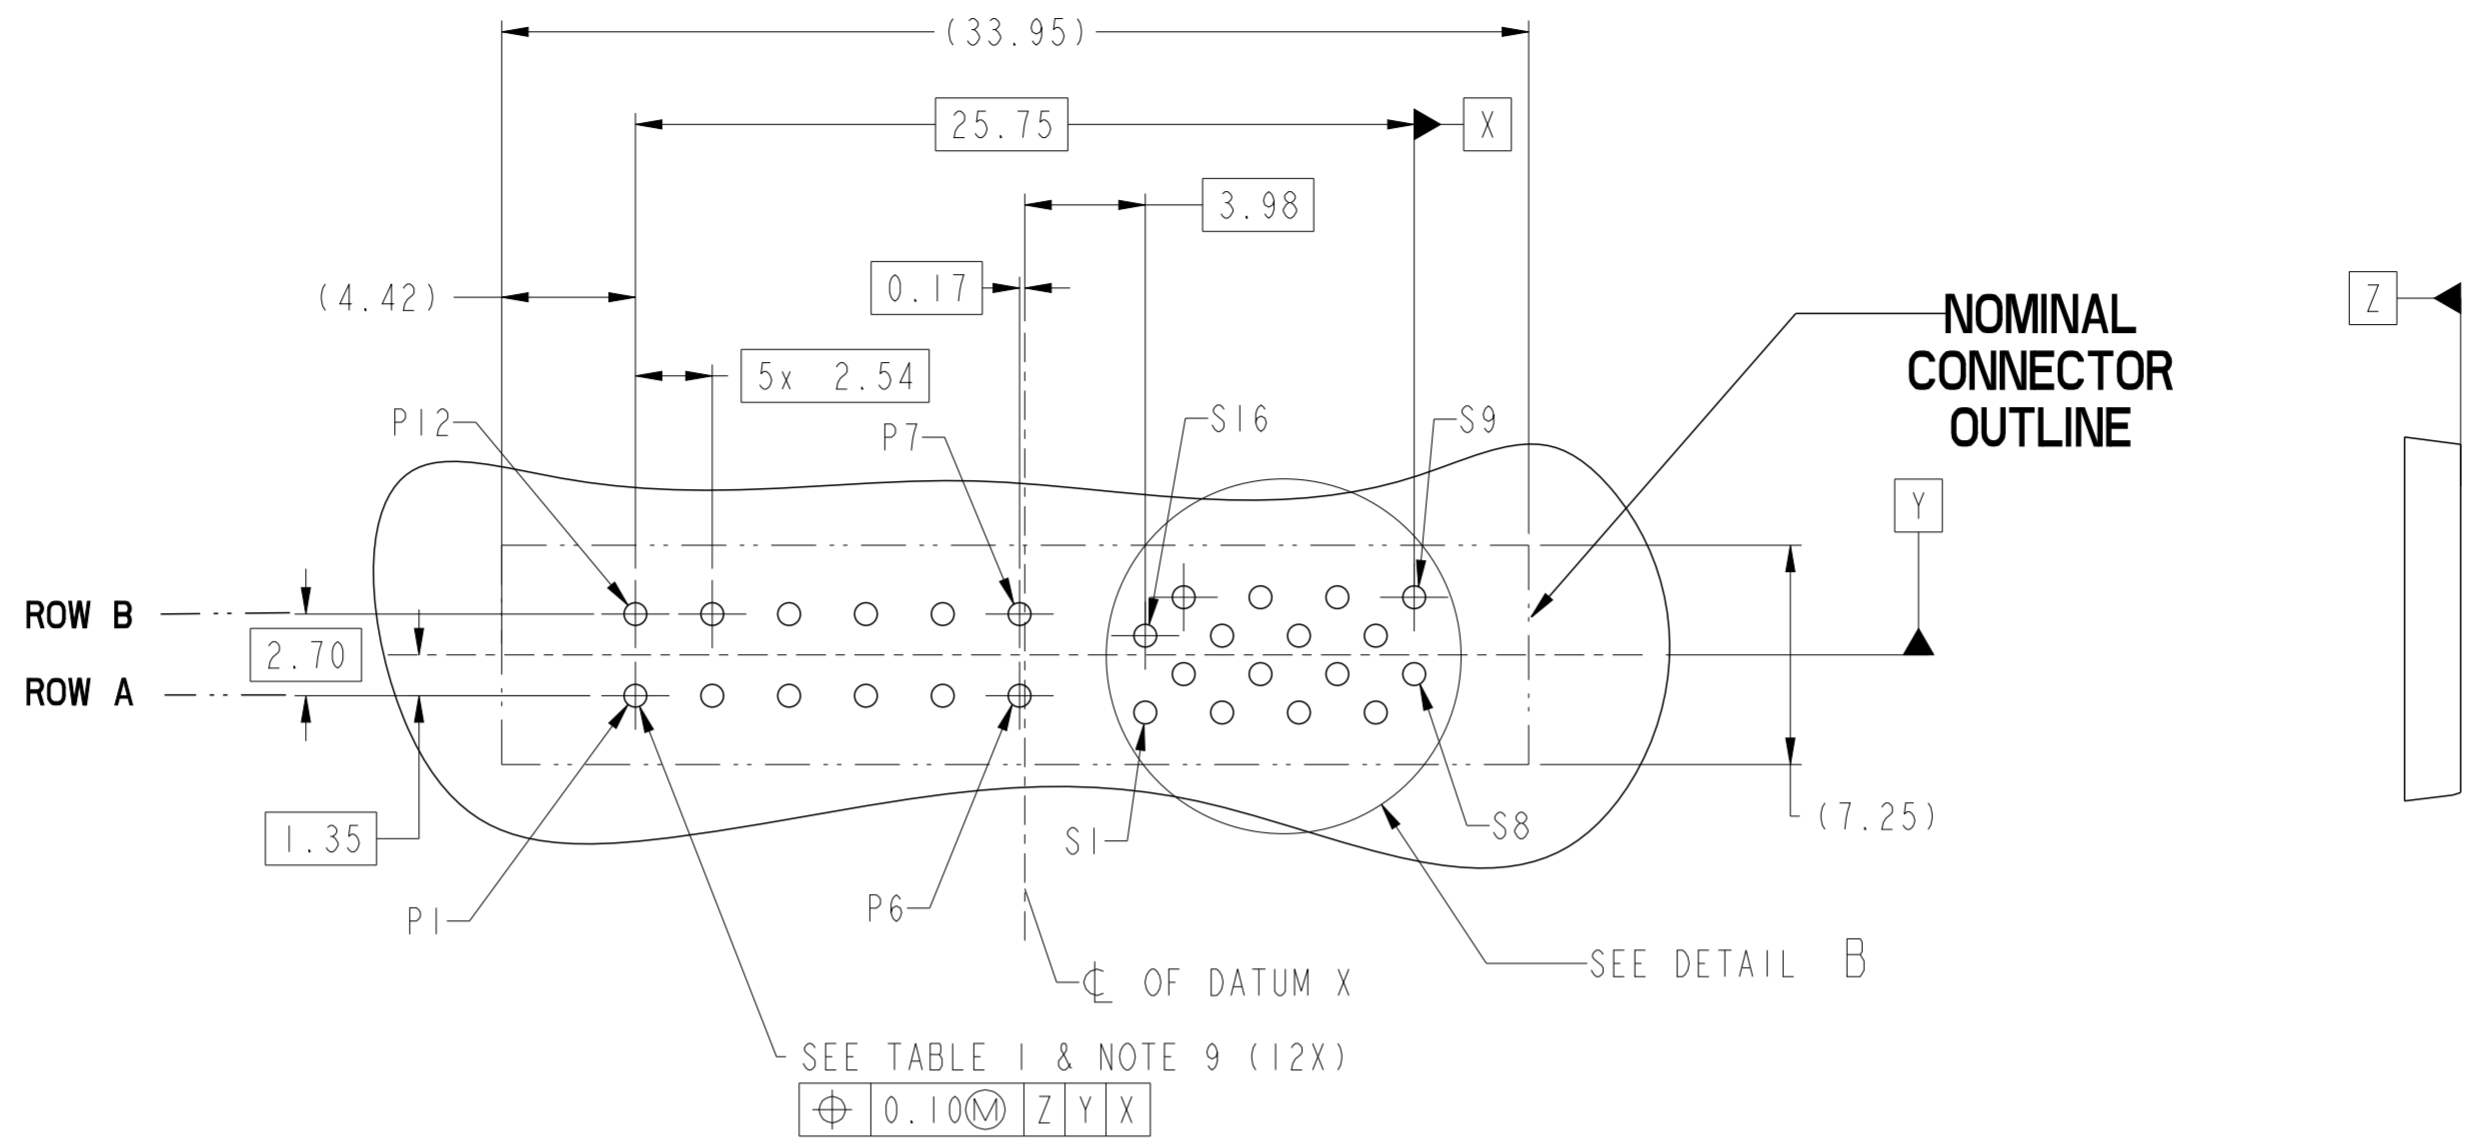 (33.95)
25.75
X
3.98
0.17
(4.42)
5x 2.54
NOMINAL
CONNECTOR
OUTLINE
Z
P12
P7
S16
S9
Y
ROW B
2.70
ROW A
1.35
(7.25)
S1
S8
P1
P6
SEE DETAIL B
℄ OF DATUM X
SEE TABLE 1 & NOTE 9 (12X)
⌖ 0.10Ⓜ Z Y X